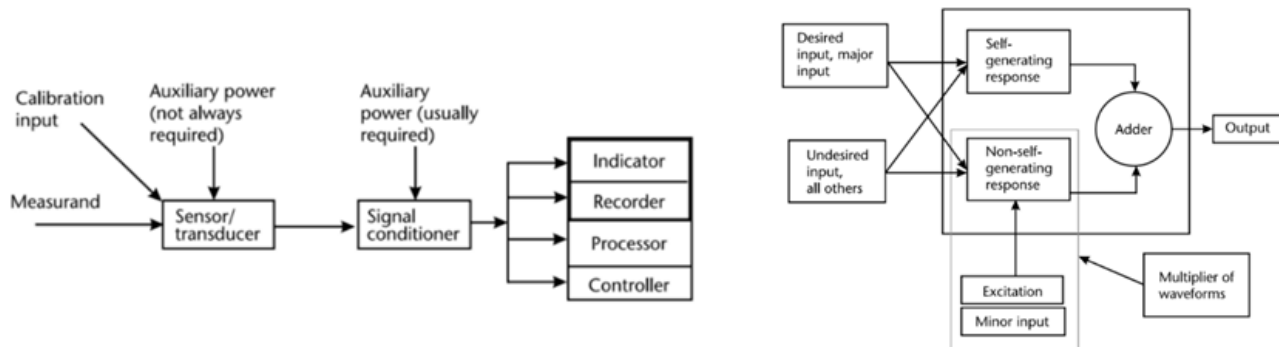 Calibration
input
Auxiliary power
(not always
required)
Auxiliary
power (usually
required)
Measurand
Sensor/
transducer
Signal
conditioner
Indicator
Recorder
Processor
Controller
Desired
input, major
input
Self-
generating
response
Adder
Output
Undesired
input,
all others
Non-self-
generating
response
Excitation
Minor input
Multiplier of
waveforms